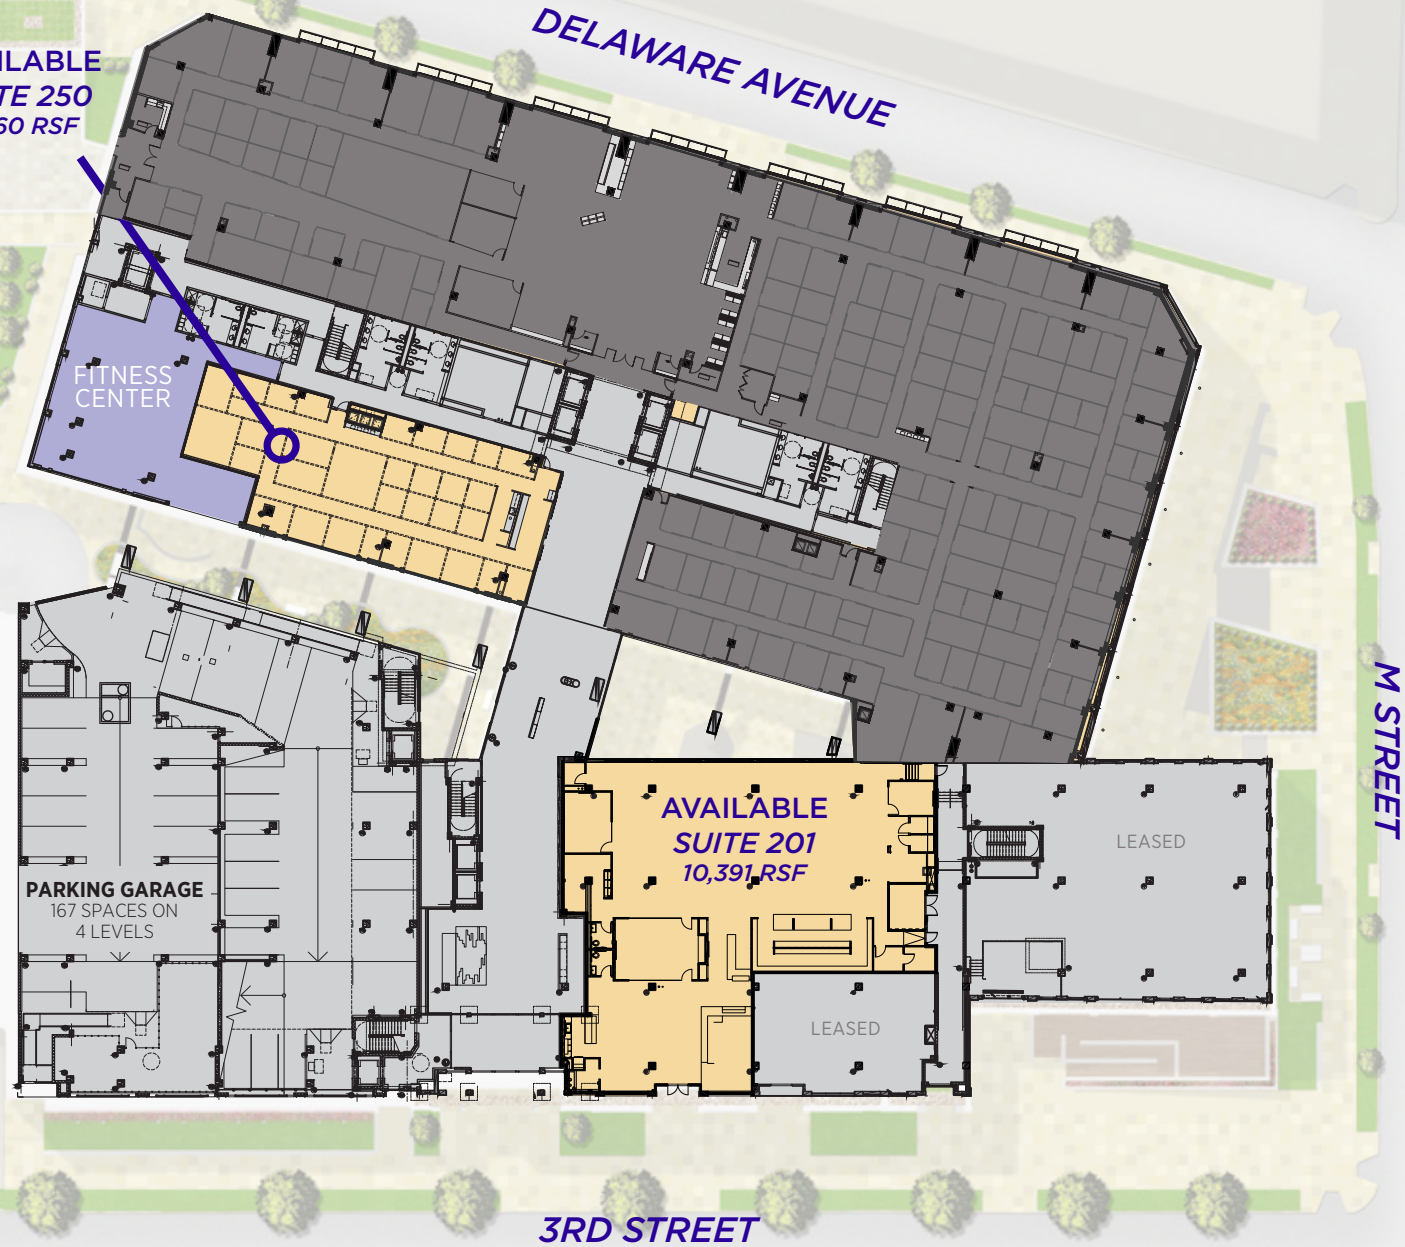 DELAWARE AVENUE
ILABLE
TE 250
60 RSF
FITNESS
CENTER
M STREET
AVAILABLE
SUITE 201
10,391 RSF
LEASED
PARKING GARAGE
167 SPACES ON
4 LEVELS
LEASED
3RD STREET